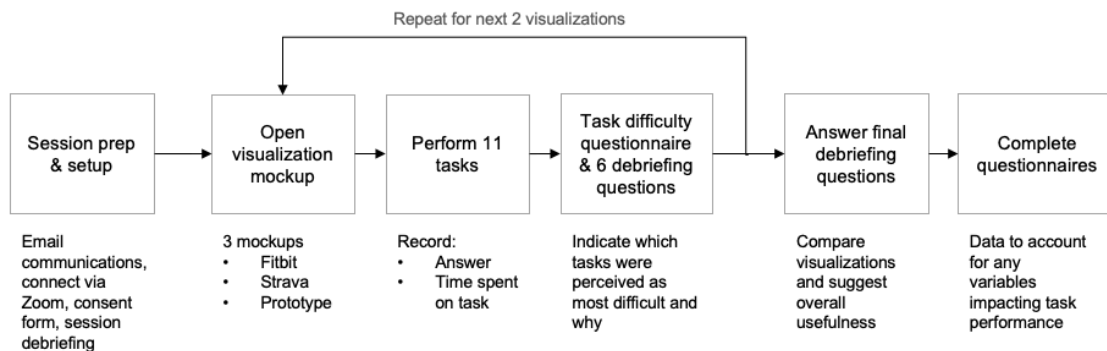 Repeat for next 2 visualizations
Session prep
& setup
Open
visualization
mockup
Perform 11
tasks
Task difficulty
questionnaire
& 6 debriefing
questions
Answer final
debriefing
questions
Complete
questionnaires
Email
communications,
connect via
Zoom, consent
form, session
debriefing
3 mockups
• Fitbit
• Strava
• Prototype
Record:
• Answer
• Time spent
on task
Indicate which
tasks were
perceived as
most difficult and
why
Compare
visualizations
and suggest
overall
usefulness
Data to account
for any
variables
impacting task
performance